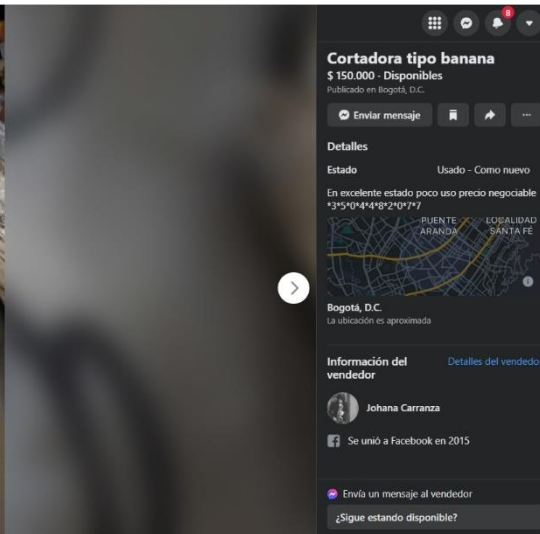 8
Cortadora tipo banana
$ 150.000 · Disponibles
Publicado en Bogotá, D.C.
Enviar mensaje
Detalles
Estado Usado - Como nuevo
En excelente estado poco uso precio negociable
*3*5*0*4*4*8*2*0*7*7
PUENTE ARANDA
LOCALIDAD SANTA FÉ
Bogotá, D.C.
La ubicación es aproximada
Información del vendedor
Detalles del vendedo
Johana Carranza
Se unió a Facebook en 2015
Envía un mensaje al vendedor
¿Sigue estando disponible?